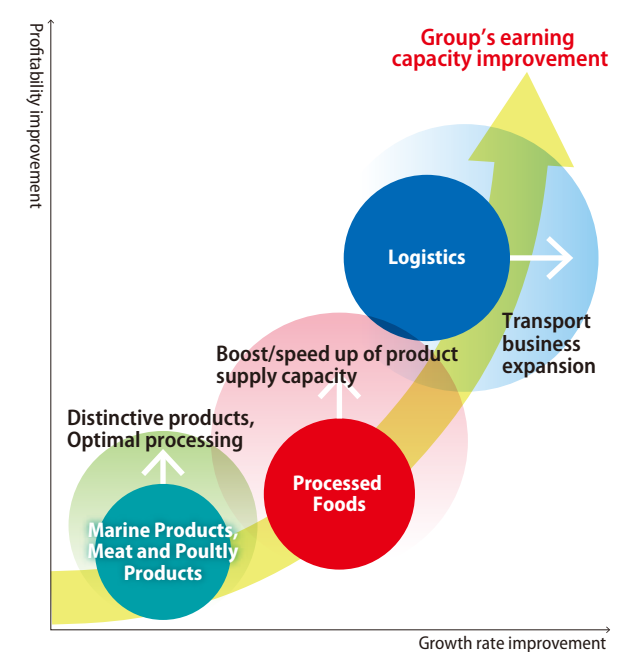 Profitability improvement
Group's earning
capacity improvement
Logistics
Transport
business
expansion
Boost/speed up of product
supply capacity
Distinctive products,
Optimal processing
Processed
Foods
Marine Products,
Meat and Poultly
Products
Growth rate improvement